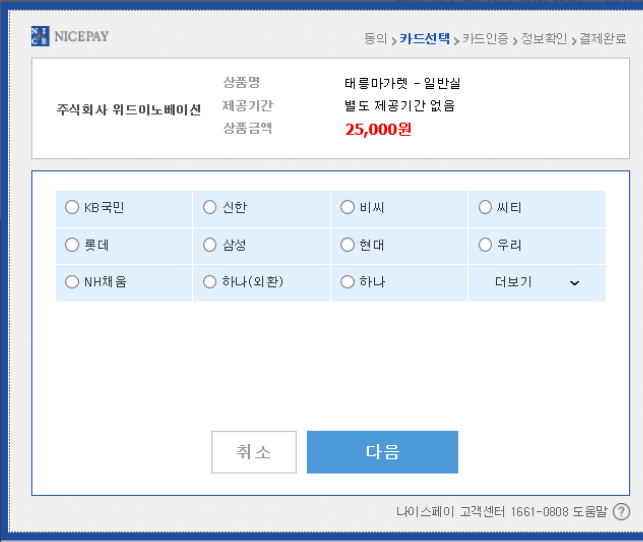 NICE NICEPAY
동의 > 카드선택 > 카드인증 > 정보확인 > 결제완료
주식회사 위드이노베이션
상품명 태릉마가렛 - 일반실
제공기간 별도 제공기간 없음
상품금액 25,000원
KB국민 신한 비씨 씨티
롯데 삼성 현대 우리
NH채움 하나(외환) 하나 더보기
취소 다음
나이스페이 고객센터 1661-0808 도움말 ?